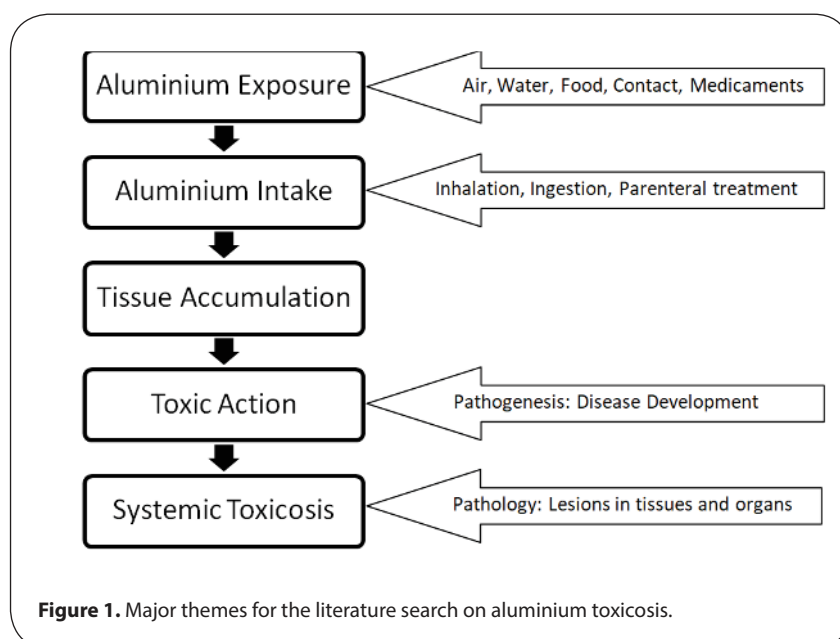 Aluminium Exposure
Air, Water, Food, Contact, Medicaments
Aluminium Intake
Inhalation, Ingestion, Parenteral treatment
Tissue Accumulation
Toxic Action
Pathogenesis: Disease Development
Systemic Toxicosis
Pathology: Lesions in tissues and organs
Figure 1. Major themes for the literature search on aluminium toxicosis.